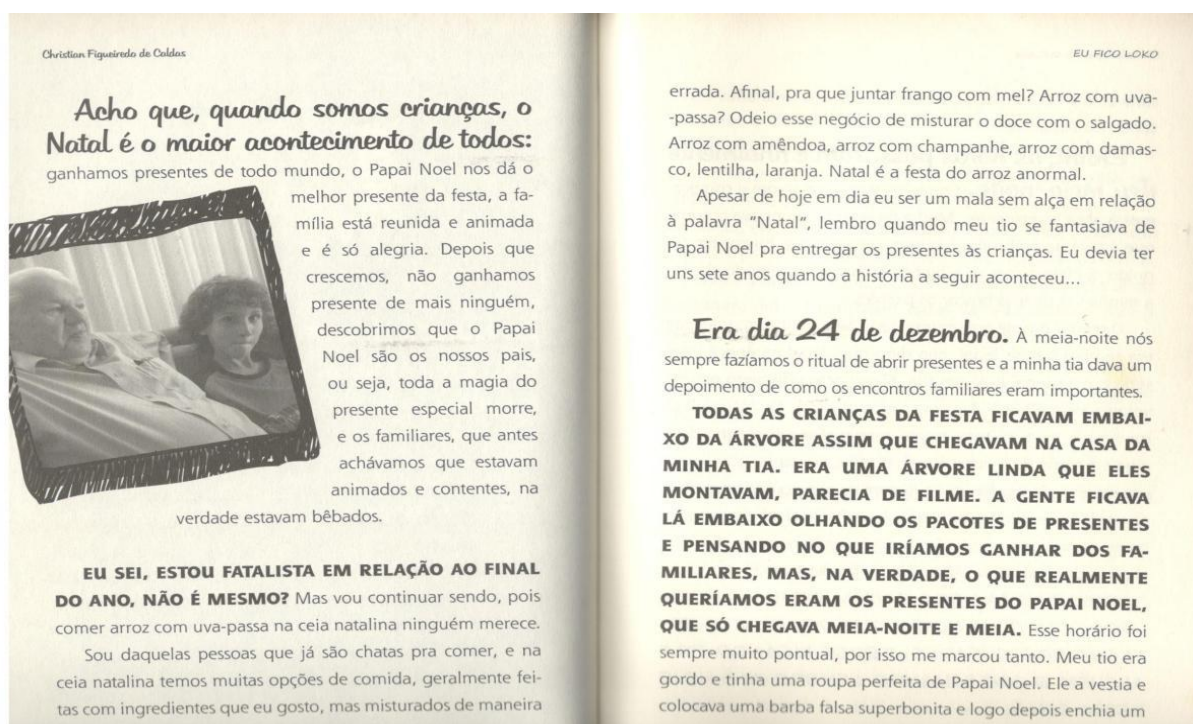 Christian Figueiredo de Caldas
Acho que, quando somos crianças, o
Natal é o maior acontecimento de todos:
ganhamos presentes de todo mundo, o Papai Noel nos dá o
melhor presente da festa, a fa-
mília está reunida e animada
e é só alegria. Depois que
crescemos, não ganhamos
presente de mais ninguém,
descobrimos que o Papai
Noel são os nossos pais,
ou seja, toda a magia do
presente especial morre,
e os familiares, que antes
achávamos que estavam
animados e contentes, na
verdade estavam bêbados.
EU SEI, ESTOU FATALISTA EM RELAÇÃO AO FINAL
DO ANO, NÃO É MESMO? Mas vou continuar sendo, pois
comer arroz com uva-passa na ceia natalina ninguém merece.
Sou daquelas pessoas que já são chatas pra comer, e na
ceia natalina temos muitas opções de comida, geralmente fei-
tas com ingredientes que eu gosto, mas misturados de maneira
EU FICO LOKO
errada. Afinal, pra que juntar frango com mel? Arroz com uva-
-passa? Odeio esse negócio de misturar o doce com o salgado.
Arroz com amêndoa, arroz com champanhe, arroz com damas-
co, lentilha, laranja. Natal é a festa do arroz anormal.
Apesar de hoje em dia eu ser um mala sem alça em relação
à palavra "Natal", lembro quando meu tio se fantasiava de
Papai Noel pra entregar os presentes às crianças. Eu devia ter
uns sete anos quando a história a seguir aconteceu...
Era dia 24 de dezembro. À meia-noite nós
sempre fazíamos o ritual de abrir presentes e a minha tia dava um
depoimento de como os encontros familiares eram importantes.
TODAS AS CRIANÇAS DA FESTA FICAVAM EMBAI-
XO DA ÁRVORE ASSIM QUE CHEGAVAM NA CASA DA
MINHA TIA. ERA UMA ÁRVORE LINDA QUE ELES
MONTAVAM, PARECIA DE FILME. A GENTE FICAVA
LÁ EMBAIXO OLHANDO OS PACOTES DE PRESENTES
E PENSANDO NO QUE IRÍAMOS GANHAR DOS FA-
MILIARES, MAS, NA VERDADE, O QUE REALMENTE
QUERÍAMOS ERAM OS PRESENTES DO PAPAI NOEL,
QUE SÓ CHEGAVA MEIA-NOITE E MEIA. Esse horário foi
sempre muito pontual, por isso me marcou tanto. Meu tio era
gordo e tinha uma roupa perfeita de Papai Noel. Ele a vestia e
colocava uma barba falsa superbonita e logo depois enchia um